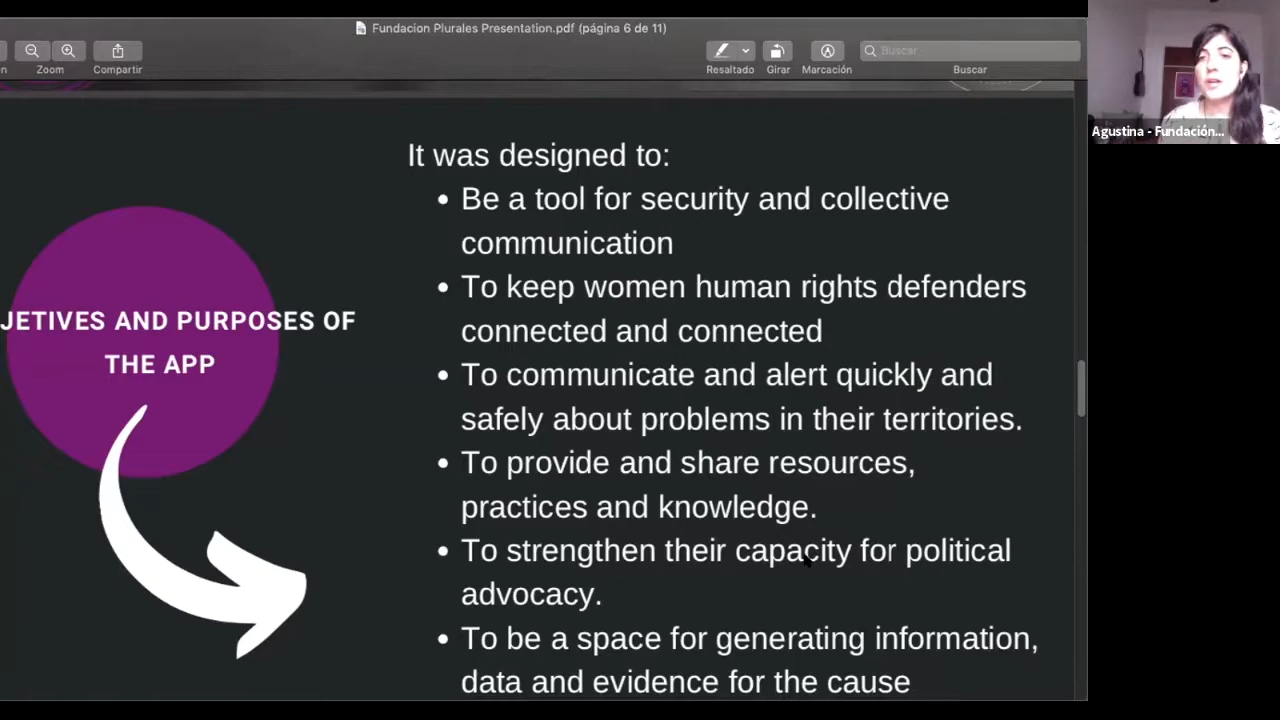 Fundacion Plurales Presentation.pdf (página 6 de 11)
Zoom
Compartir
Resaltado
Girar
Marcación
Buscar
Buscar
Agustina - Fundación...
JETIVES AND PURPOSES OF
THE APP
It was designed to:
• Be a tool for security and collective
communication
• To keep women human rights defenders
connected and connected
• To communicate and alert quickly and
safely about problems in their territories.
• To provide and share resources,
practices and knowledge.
• To strengthen their capacity for political
advocacy.
• To be a space for generating information,
data and evidence for the cause